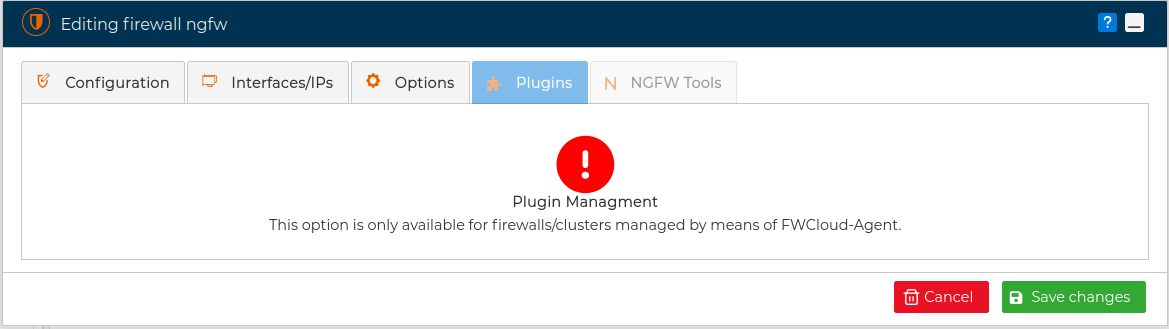 Editing firewall ngfw
?
Configuration
Interfaces/IPs
Options
Plugins
N NGFW Tools
Plugin Managment
This option is only available for firewalls/clusters managed by means of FWCloud-Agent.
Cancel
Save changes